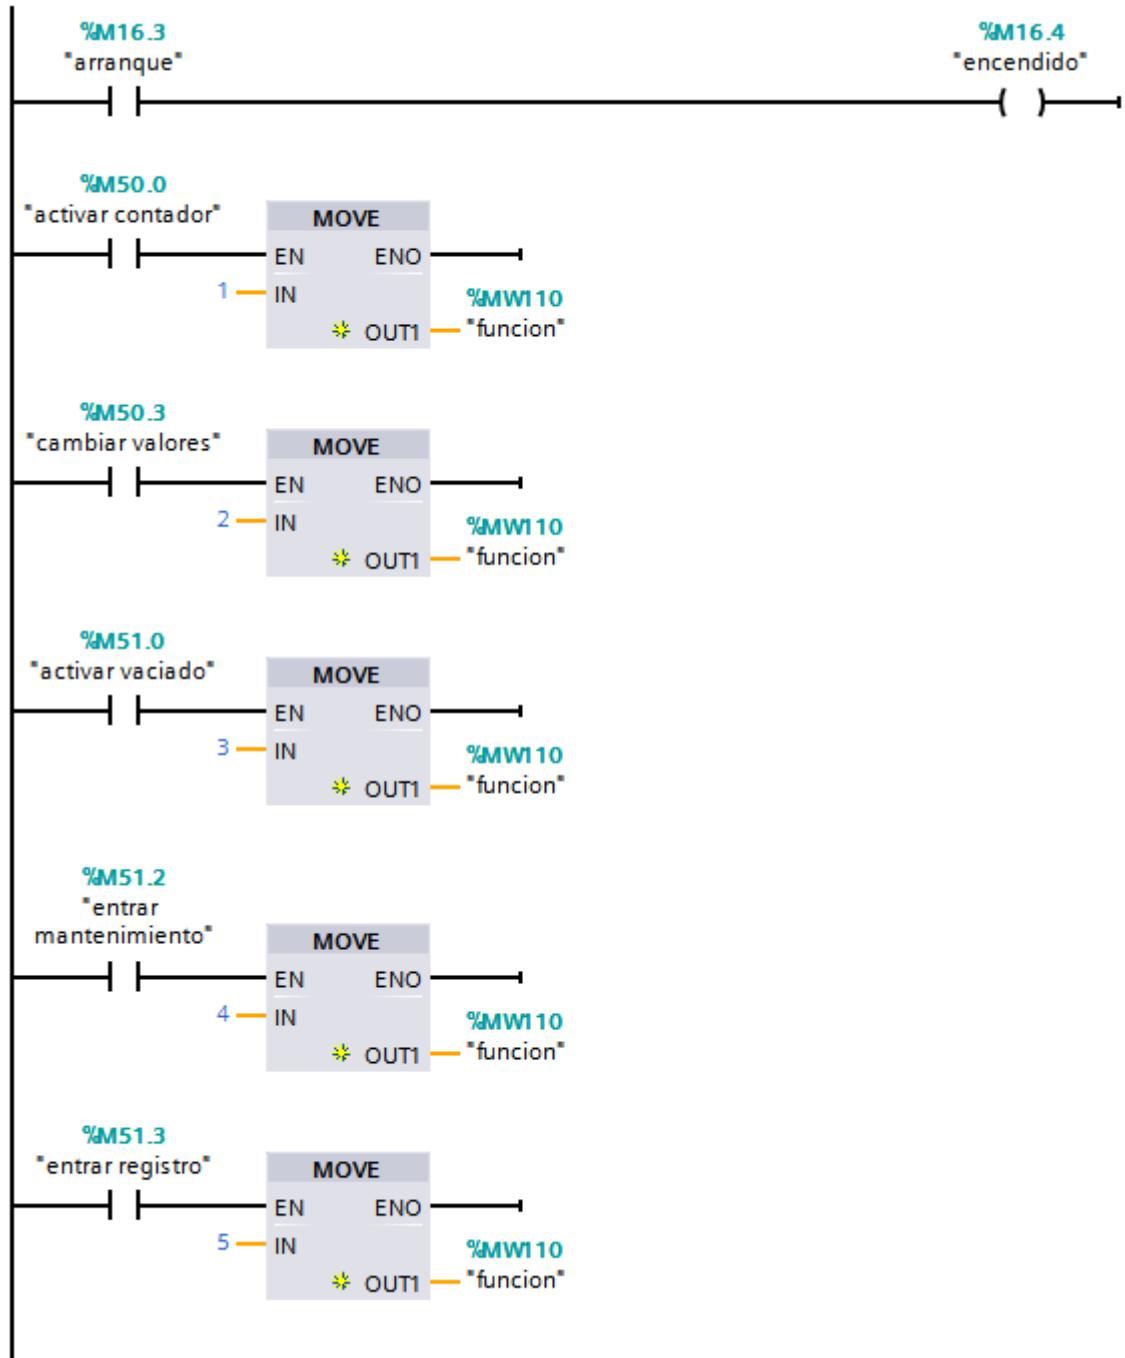 %M16.3
"arranque"
%M16.4
"encendido"
%M50.0
"activar contador"
MOVE
EN ENO
1 IN
%MW110
OUT1 "funcion"
%M50.3
"cambiar valores"
MOVE
EN ENO
2 IN
%MW110
OUT1 "funcion"
%M51.0
"activar vaciado"
MOVE
EN ENO
3 IN
%MW110
OUT1 "funcion"
%M51.2
"entrar
mantenimiento"
MOVE
EN ENO
4 IN
%MW110
OUT1 "funcion"
%M51.3
"entrar registro"
MOVE
EN ENO
5 IN
%MW110
OUT1 "funcion"